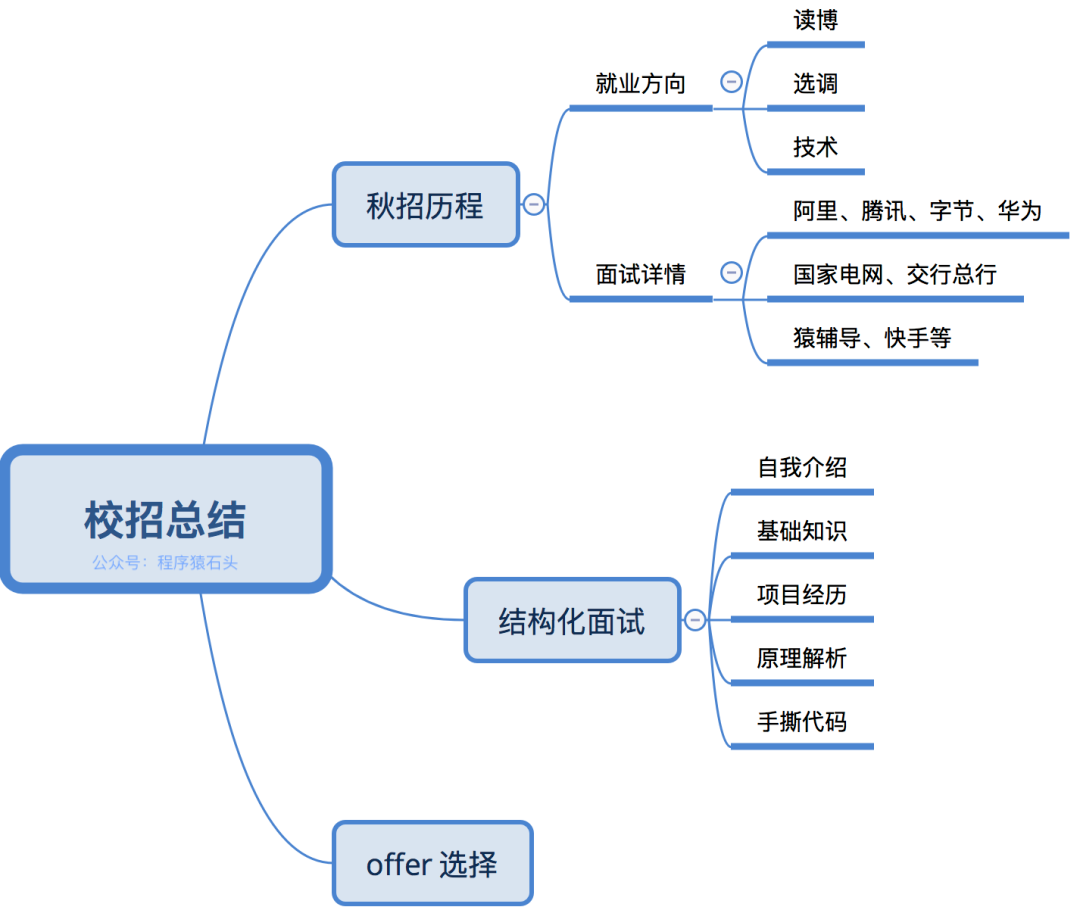 校招总结
公众号：程序猿石头
秋招历程
就业方向
读博
选调
技术
面试详情
阿里、腾讯、字节、华为
国家电网、交行总行
猿辅导、快手等
结构化面试
自我介绍
基础知识
项目经历
原理解析
手撕代码
offer 选择